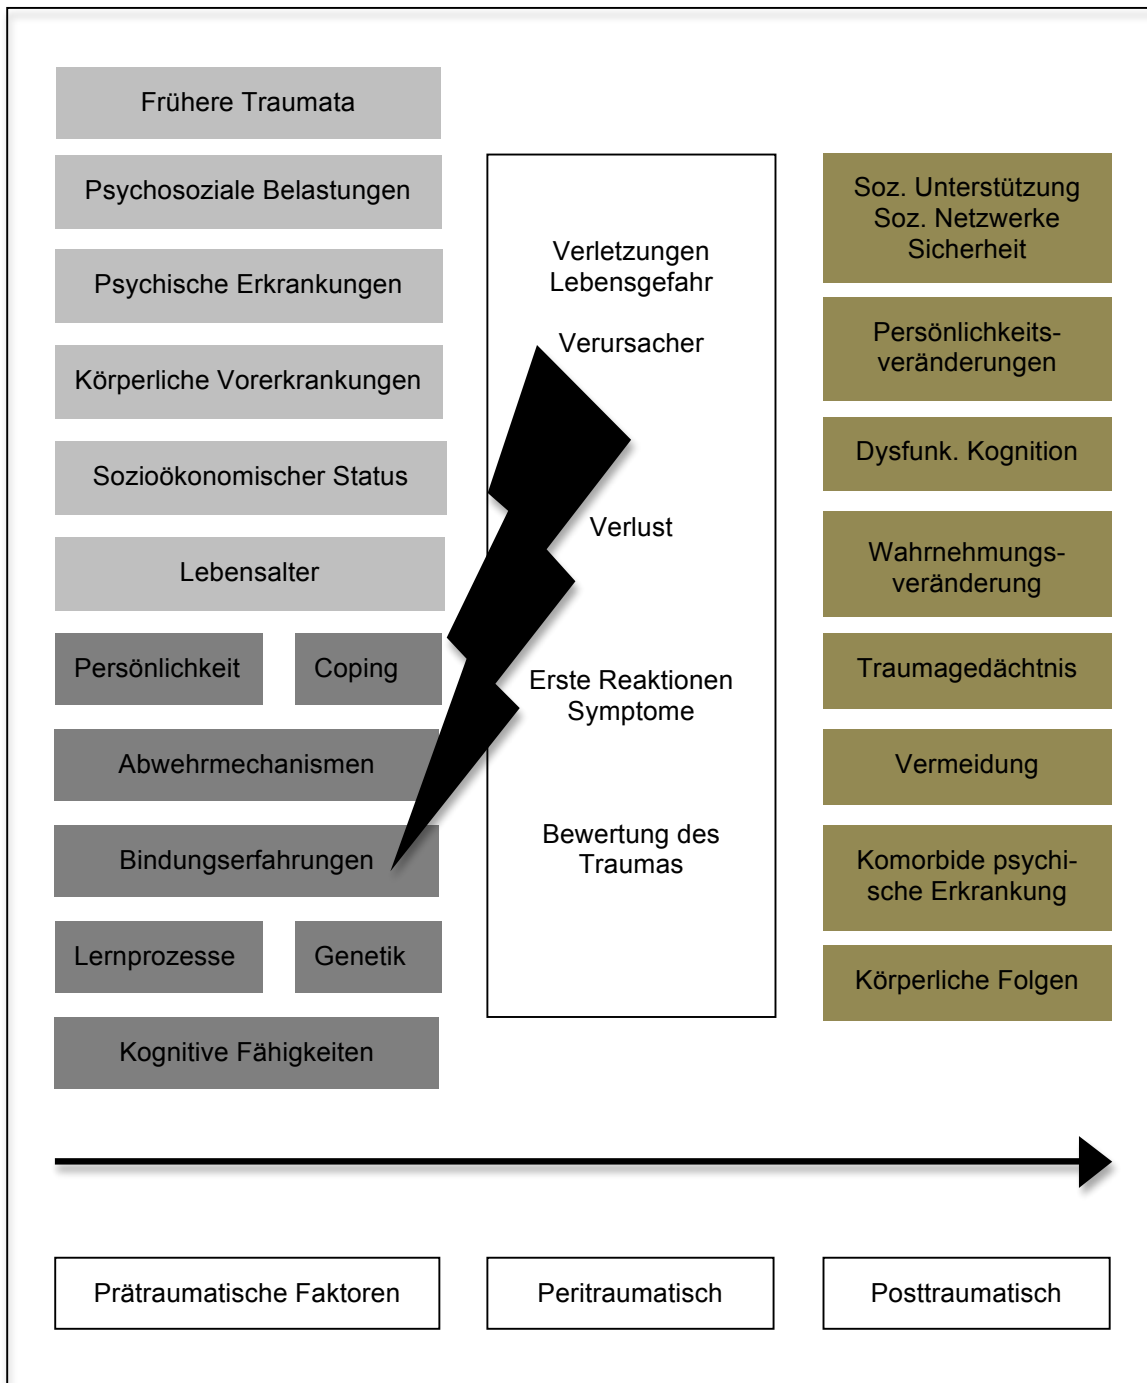 Frühere Traumata
Psychosoziale Belastungen
Psychische Erkrankungen
Körperliche Vorerkrankungen
Sozioökonomischer Status
Lebensalter
Persönlichkeit
Coping
Abwehrmechanismen
Bindungserfahrungen
Lernprozesse
Genetik
Kognitive Fähigkeiten
Verletzungen
Lebensgefahr
Verursacher
Verlust
Erste Reaktionen
Symptome
Bewertung des
Traumas
Soz. Unterstützung
Soz. Netzwerke
Sicherheit
Persönlichkeits-
veränderungen
Dysfunk. Kognition
Wahrnehmungs-
veränderung
Traumagedächtnis
Vermeidung
Komorbide psychi-
sche Erkrankung
Körperliche Folgen
Prätraumatische Faktoren
Peritraumatisch
Posttraumatisch